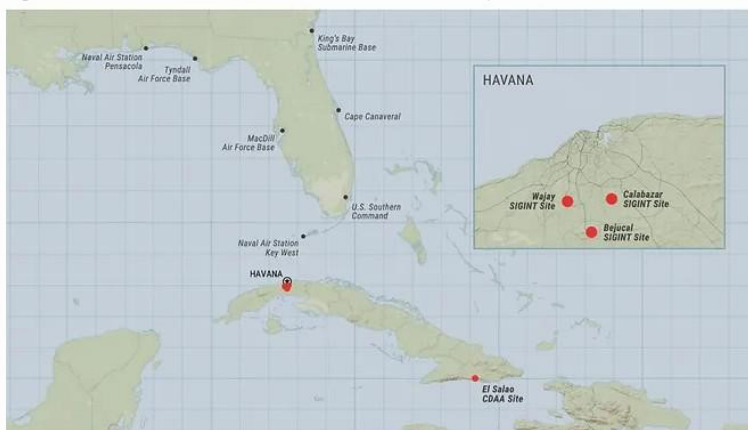 King's Bay
Submarine Base
Naval Air Station
Pensacola
Tyndall
Air Force Base
Cape Canaveral
MacDill
Air Force Base
U.S. Southern
Command
Naval Air Station
Key West
HAVANA
El Salao
CDAA Site
HAVANA
Wajay
SIGINT Site
Calabazar
SIGINT Site
Bejucal
SIGINT Site